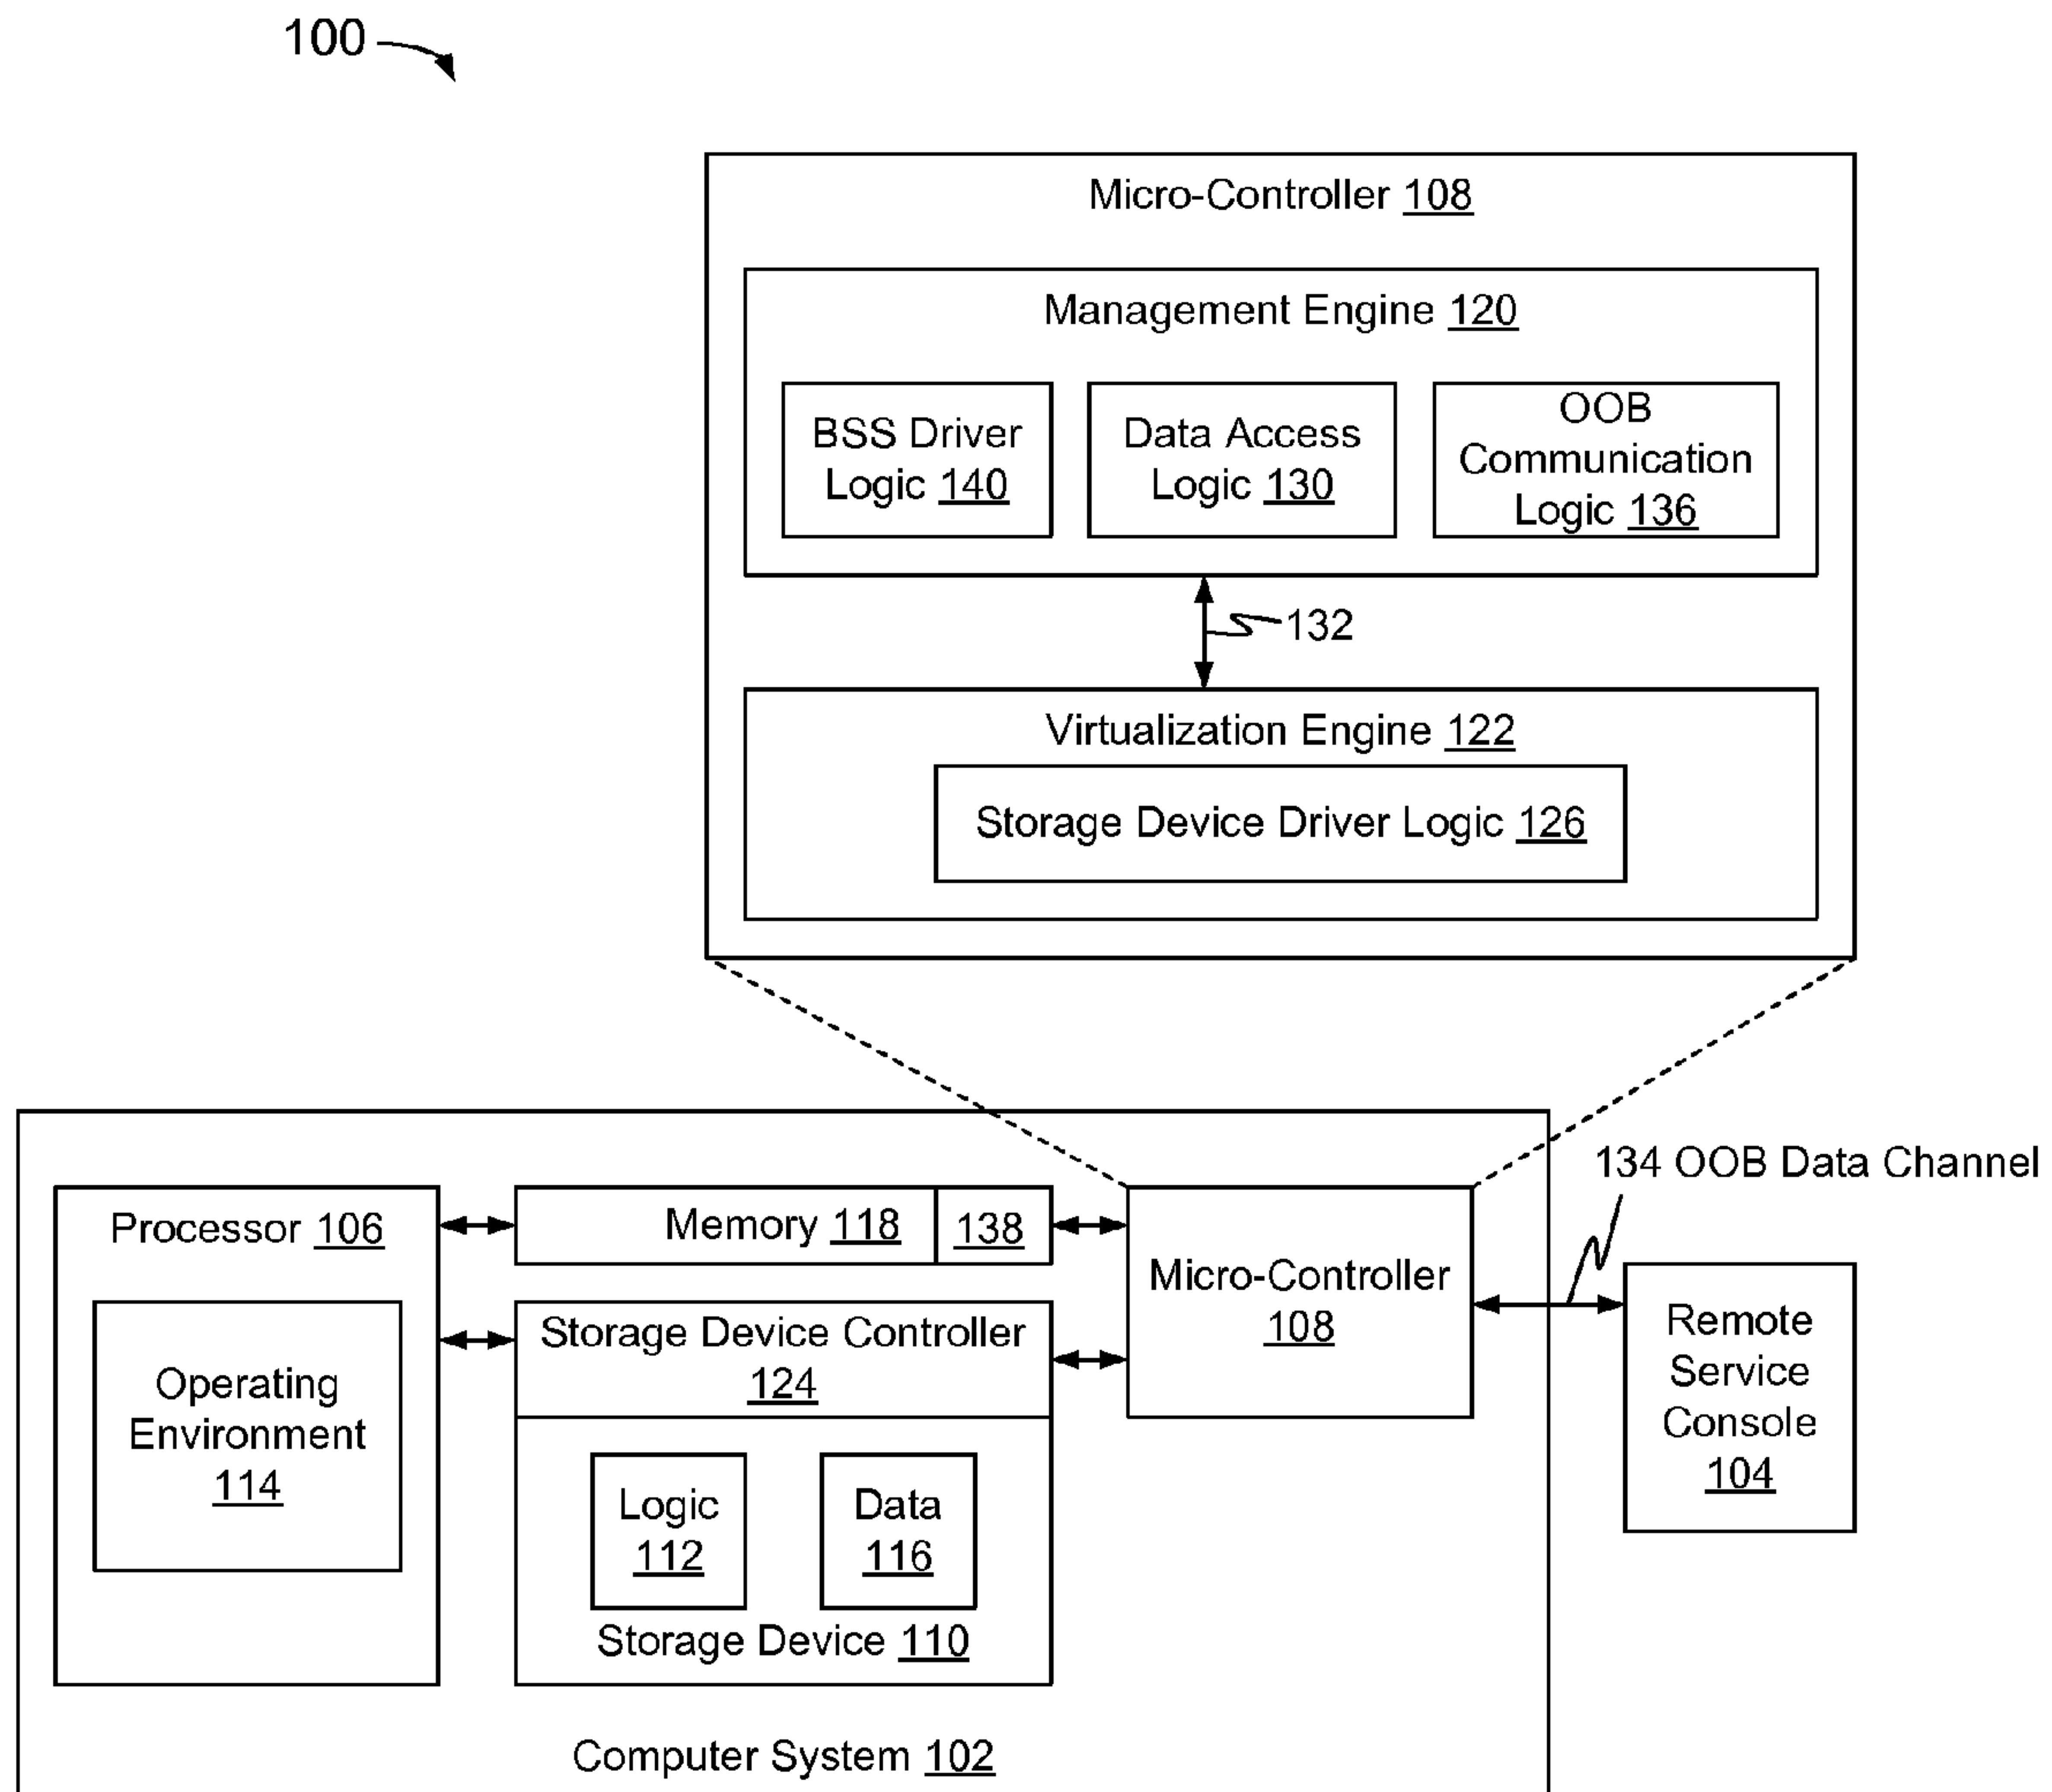 100
Micro-Controller 108
Management Engine 120
BSS Driver
Logic 140
Data Access
Logic 130
OOB
Communication
Logic 136
132
Virtualization Engine 122
Storage Device Driver Logic 126
134 OOB Data Channel
Processor 106
Operating
Environment
114
Memory 118
138
Storage Device Controller
124
Logic
112
Data
116
Storage Device 110
Micro-Controller
108
Remote
Service
Console
104
Computer System 102